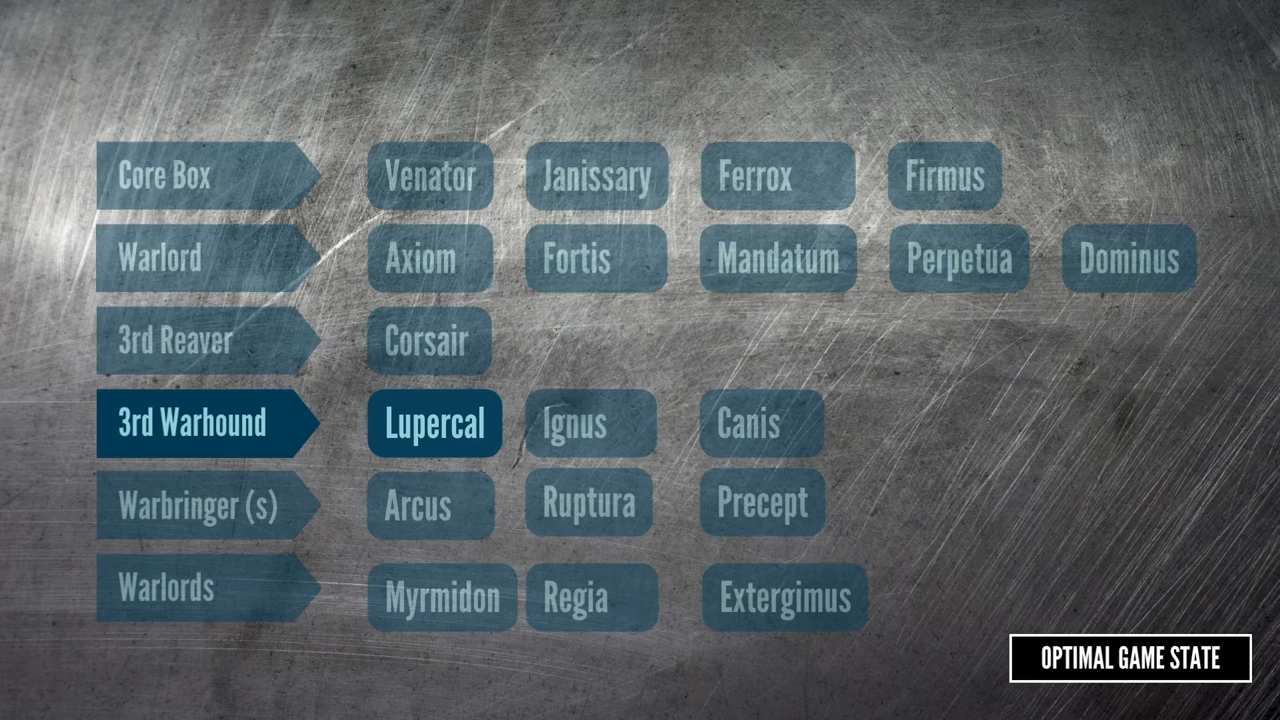 Core Box Venator Janissary Ferrox Firmus
Warlord Axiom Fortis Mandatum Perpetua Dominus
3rd Reaver Corsair
3rd Warhound Lupercal Ignus Canis
Warbringer (s) Arcus Ruptura Precept
Warlords Myrmidon Regia Extergimus
OPTIMAL GAME STATE